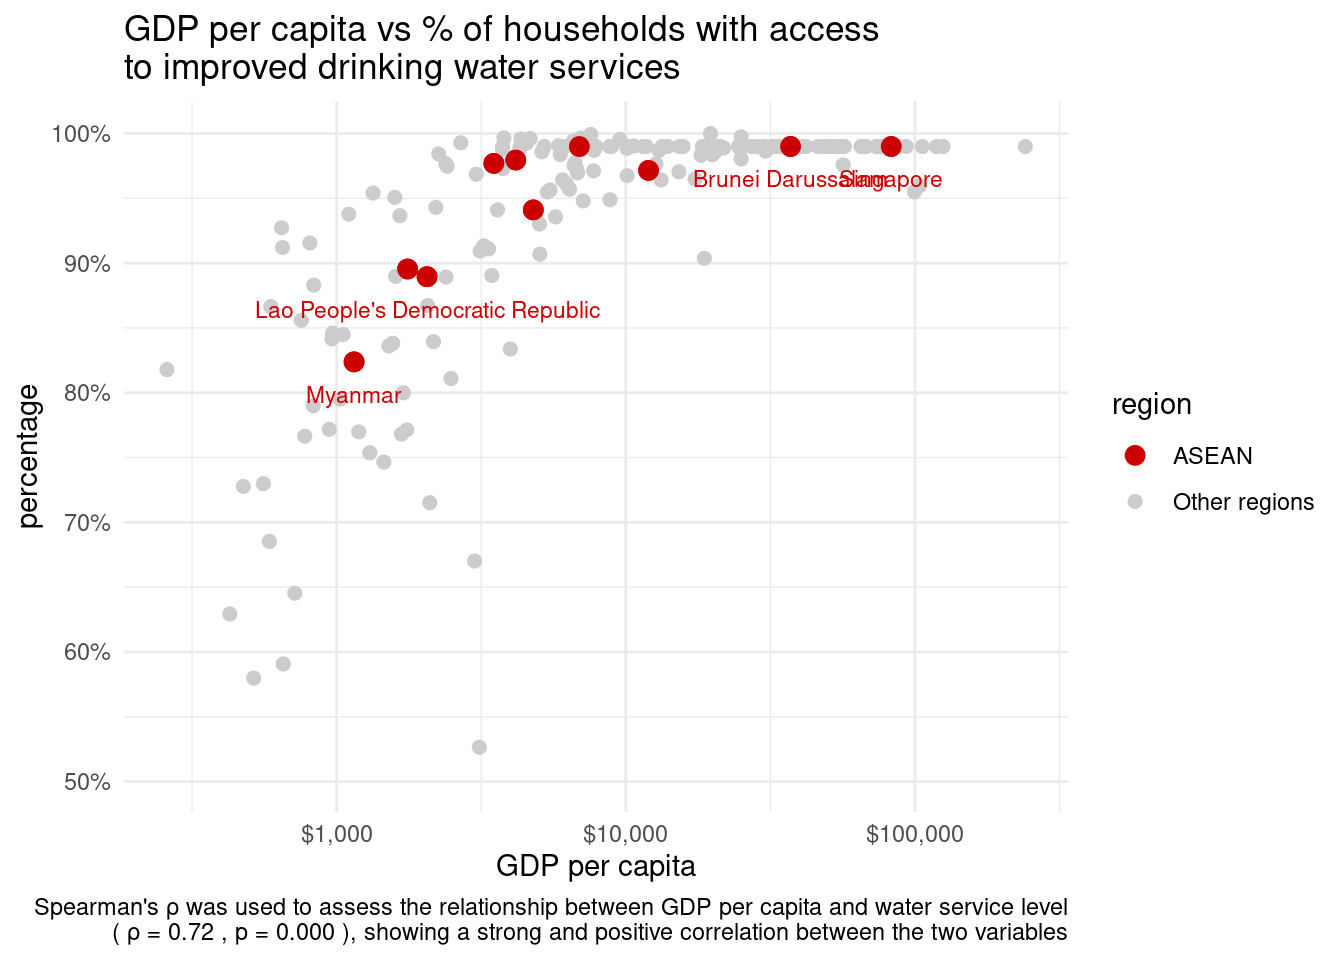 GDP per capita vs % of households with access
to improved drinking water services
100%
90%
80%
70%
60%
50%
percentage
Brunei Darussalam
Singapore
Lao People's Democratic Republic
Myanmar
region
ASEAN
Other regions
$1,000
$10,000
$100,000
GDP per capita
Spearman's ρ was used to assess the relationship between GDP per capita and water service level
( ρ = 0.72 , p = 0.000 ), showing a strong and positive correlation between the two variables